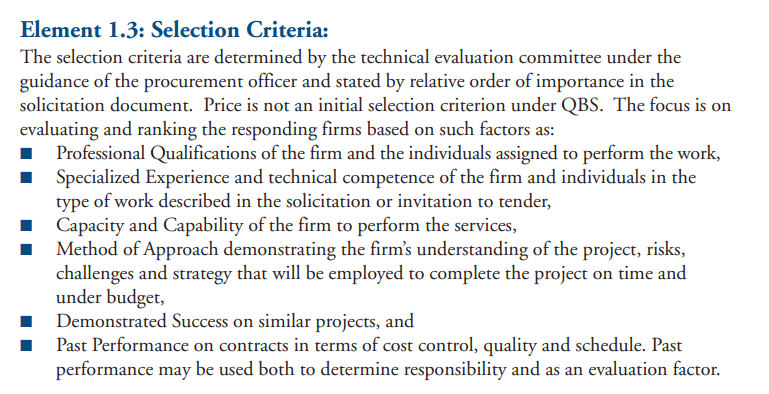 Element 1.3: Selection Criteria:
The selection criteria are determined by the technical evaluation committee under the
guidance of the procurement officer and stated by relative order of importance in the
solicitation document.  Price is not an initial selection criterion under QBS.  The focus is on
evaluating and ranking the responding firms based on such factors as:
■ Professional Qualifications of the firm and the individuals assigned to perform the work,
■ Specialized Experience and technical competence of the firm and individuals in the
type of work described in the solicitation or invitation to tender,
■ Capacity and Capability of the firm to perform the services,
■ Method of Approach demonstrating the firm’s understanding of the project, risks,
challenges and strategy that will be employed to complete the project on time and
under budget,
■ Demonstrated Success on similar projects, and
■ Past Performance on contracts in terms of cost control, quality and schedule. Past
performance may be used both to determine responsibility and as an evaluation factor.